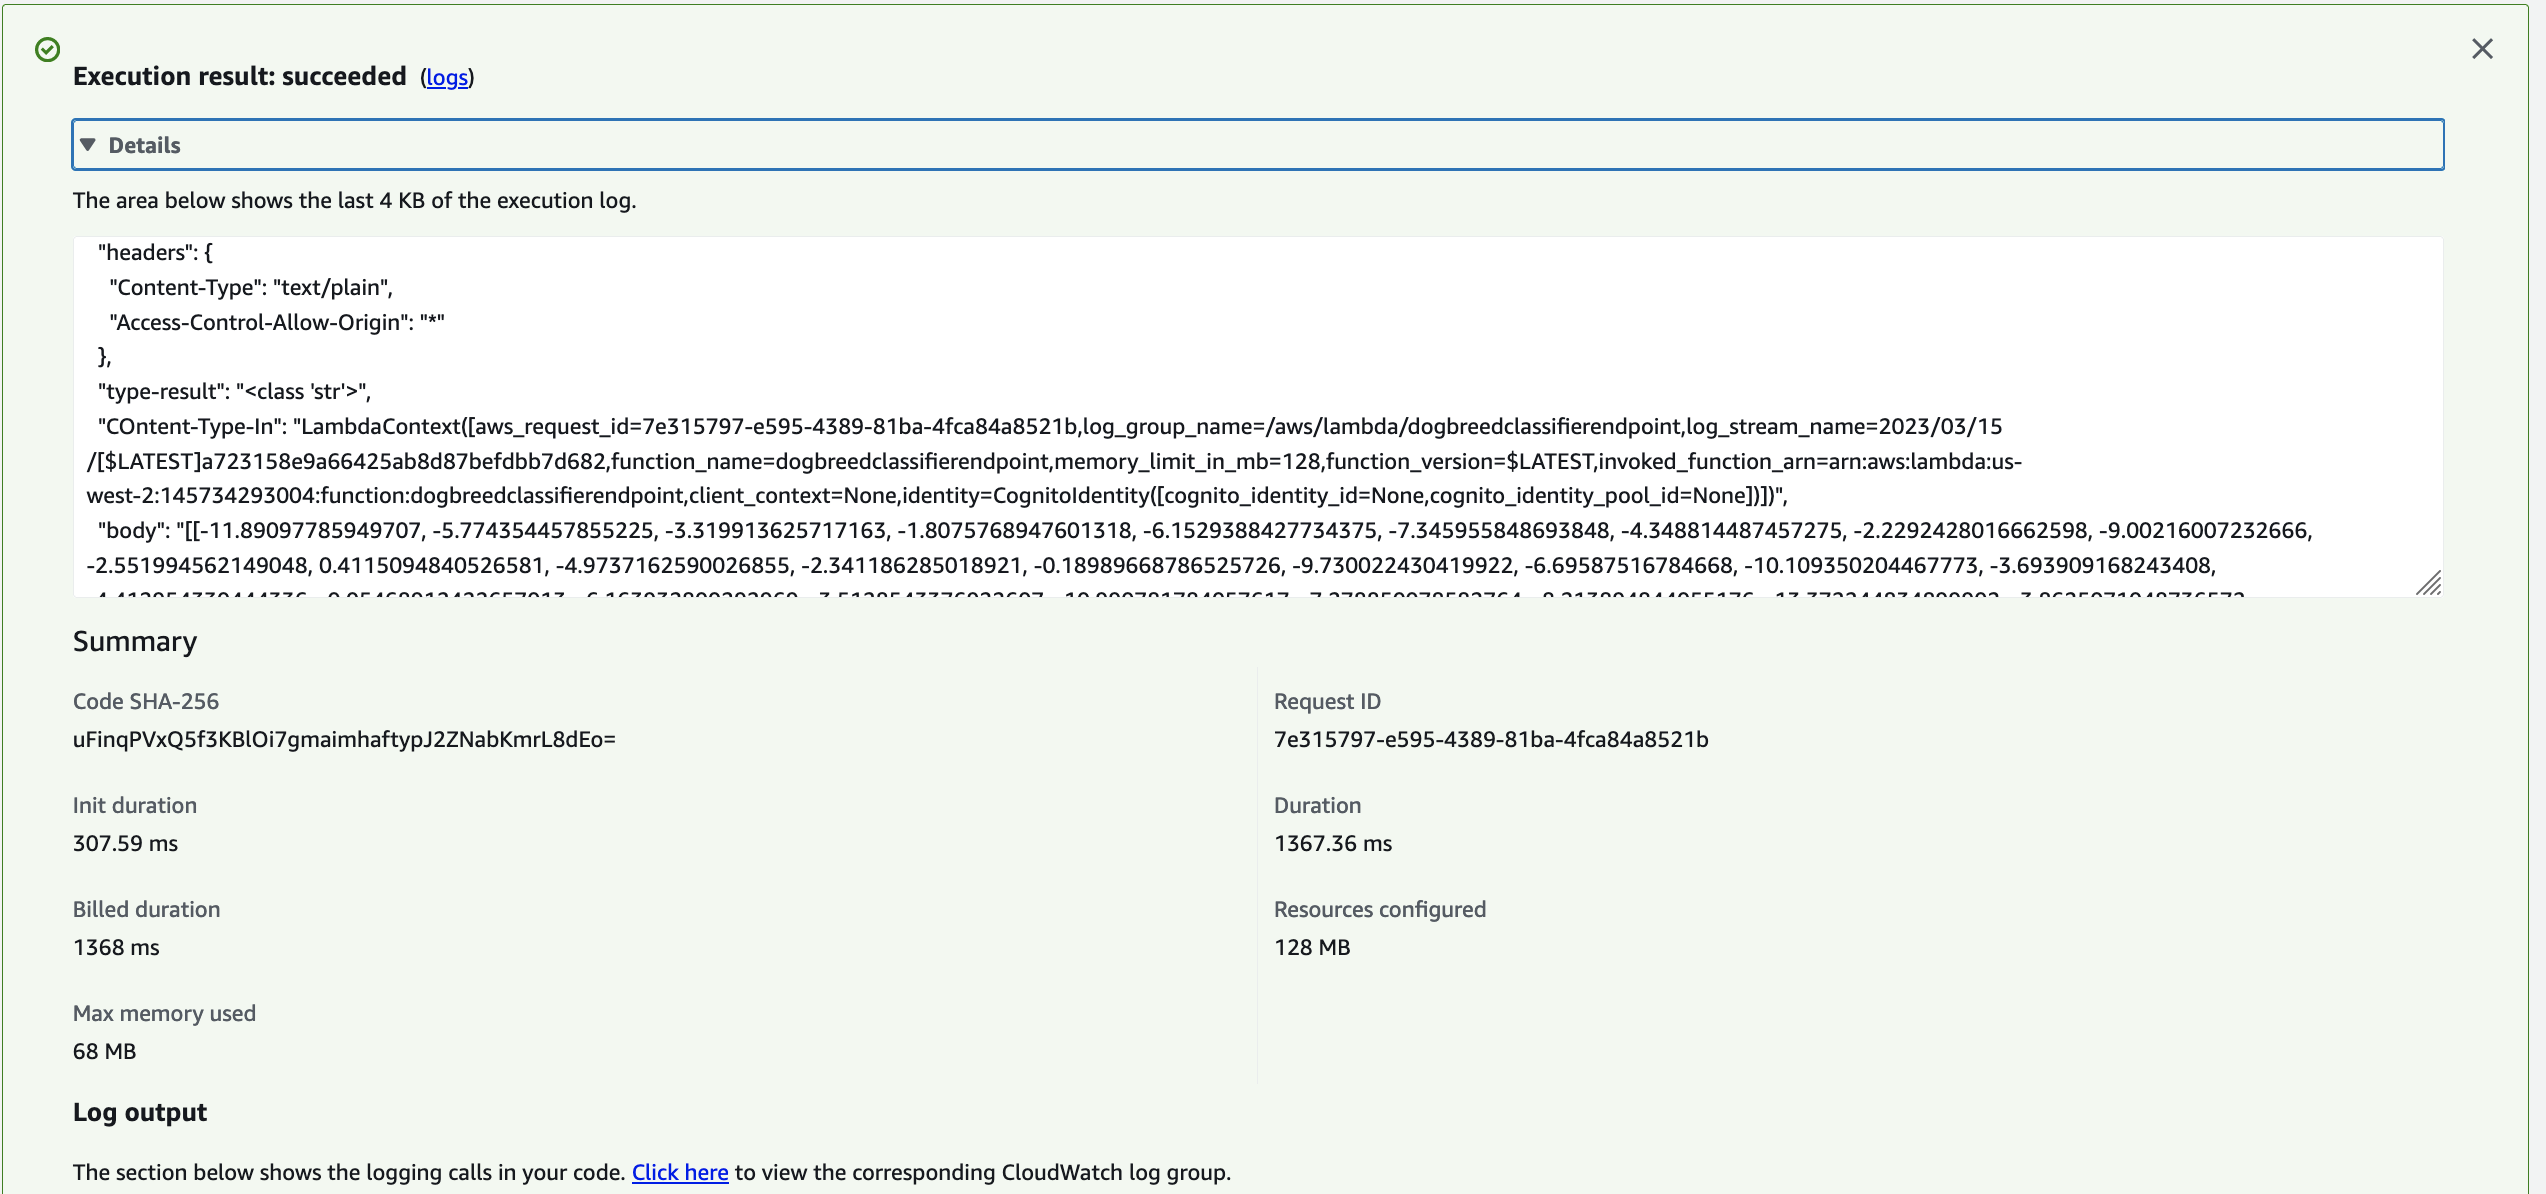 Execution result: succeeded (logs)
Details
The area below shows the last 4 KB of the execution log.
"headers": {
"Content-Type": "text/plain",
"Access-Control-Allow-Origin": "*"
},
"type-result": "<class 'str'>",
"COntent-Type-In": "LambdaContext([aws_request_id=7e315797-e595-4389-81ba-4fca84a8521b,log_group_name=/aws/lambda/dogbreedclassifierendpoint,log_stream_name=2023/03/15
/[$LATEST]a723158e9a66425ab8d87befdbb7d682,function_name=dogbreedclassifierendpoint,memory_limit_in_mb=128,function_version=$LATEST,invoked_function_arn=arn:aws:lambda:us-
west-2:145734293004:function:dogbreedclassifierendpoint,client_context=None,identity=CognitoIdentity([cognito_identity_id=None,cognito_identity_pool_id=None])])",
"body": "[[-11.89097785949707, -5.774354457855225, -3.319913625717163, -1.8075768947601318, -6.1529388427734375, -7.345955848693848, -4.348814487457275, -2.2292428016662598, -9.00216007232666,
-2.551994562149048, 0.4115094840526581, -4.9737162590026855, -2.341186285018921, -0.18989668786525726, -9.730022430419922, -6.69587516784668, -10.109350204467773, -3.693909168243408,
Summary
Code SHA-256
uFinqPVxQ5f3KBlOi7gmaimhaftypJ2ZNabKmrL8dEo=
Request ID
7e315797-e595-4389-81ba-4fca84a8521b
Init duration
307.59 ms
Duration
1367.36 ms
Billed duration
1368 ms
Resources configured
128 MB
Max memory used
68 MB
Log output
The section below shows the logging calls in your code. Click here to view the corresponding CloudWatch log group.